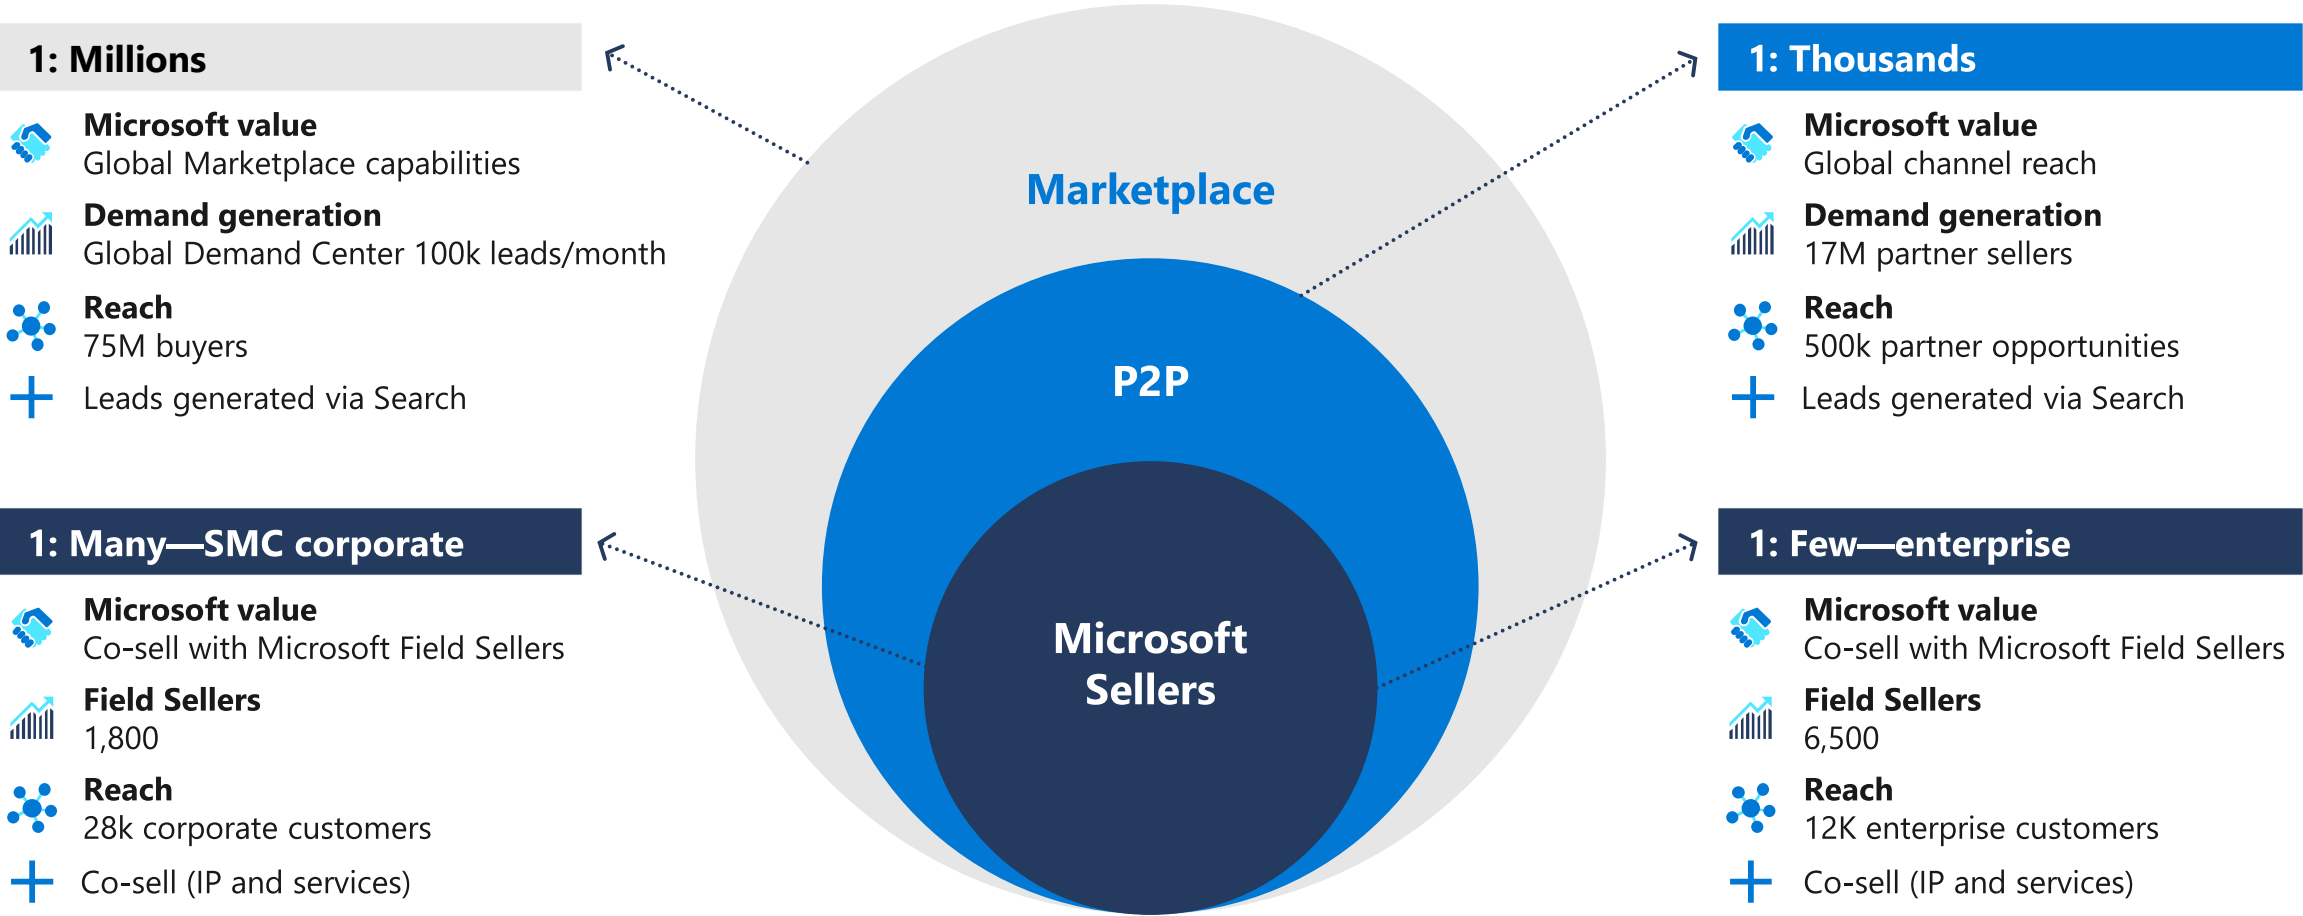 1: Millions
Microsoft value
Global Marketplace capabilities
Demand generation
Global Demand Center 100k leads/month
Reach
75M buyers
Leads generated via Search
1: Many—SMC corporate
Microsoft value
Co-sell with Microsoft Field Sellers
Field Sellers
1,800
Reach
28k corporate customers
Co-sell (IP and services)
Marketplace
P2P
Microsoft
Sellers
1: Thousands
Microsoft value
Global channel reach
Demand generation
17M partner sellers
Reach
500k partner opportunities
Leads generated via Search
1: Few—enterprise
Microsoft value
Co-sell with Microsoft Field Sellers
Field Sellers
6,500
Reach
12K enterprise customers
Co-sell (IP and services)